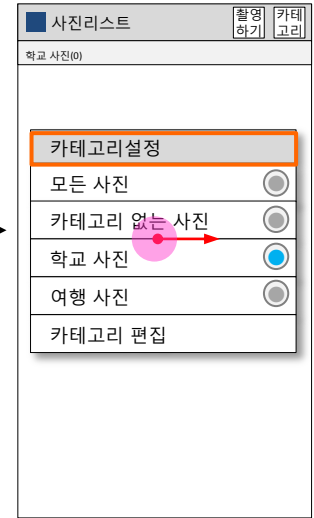 사진리스트
촬영
하기
카테
고리
학교 사진(0)
카테고리설정
모든 사진
카테고리 없는 사진
학교 사진
여행 사진
카테고리 편집